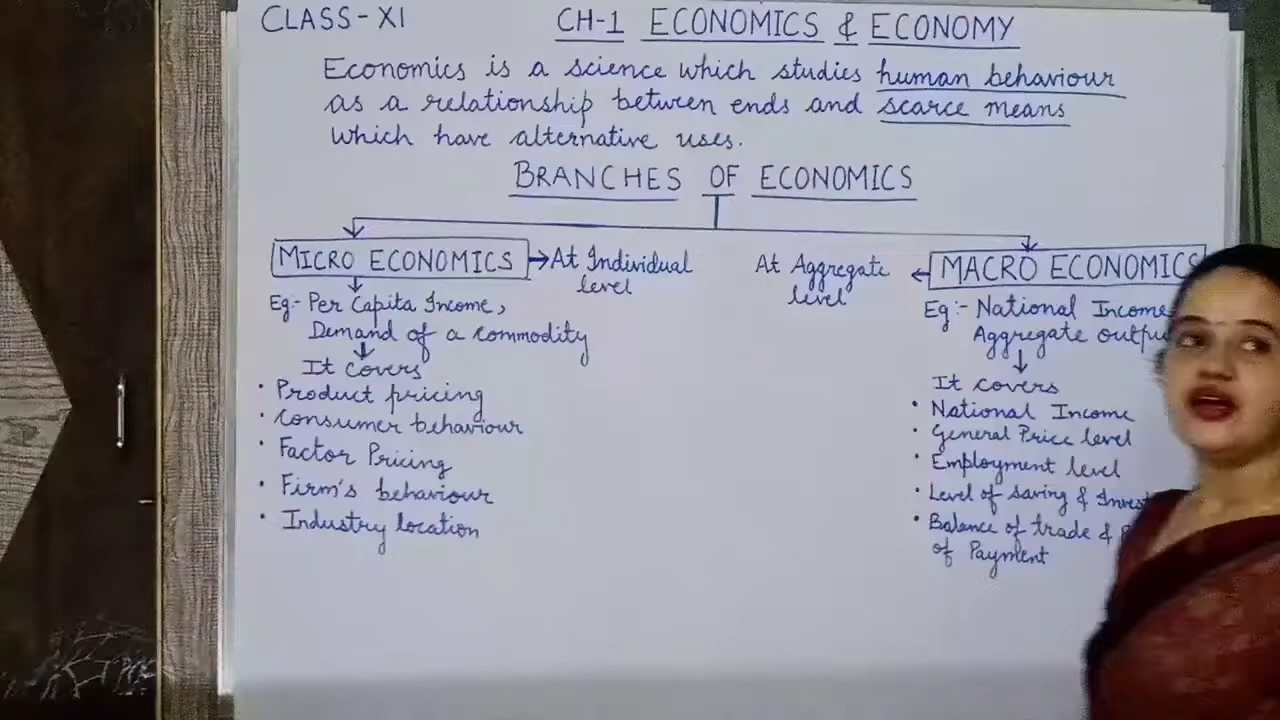 CLASS - XI
CH-1 ECONOMICS & ECONOMY
Economics is a science which studies human behaviour
as a relationship between ends and scarce means
which have alternative uses.
BRANCHES OF ECONOMICS
MICRO ECONOMICS
At Individual
level
Eg:- Per Capita Income,
Demand of a commodity
It covers
• Product pricing
• Consumer behaviour
• Factor Pricing
• Firm's behaviour
• Industry location
At Aggregate
level
MACRO ECONOMICS
Eg:- National Income
Aggregate
It covers
• National Income
• General Price level
• Employment level
• Level of Saving &
• Balance of trade &
of Payment